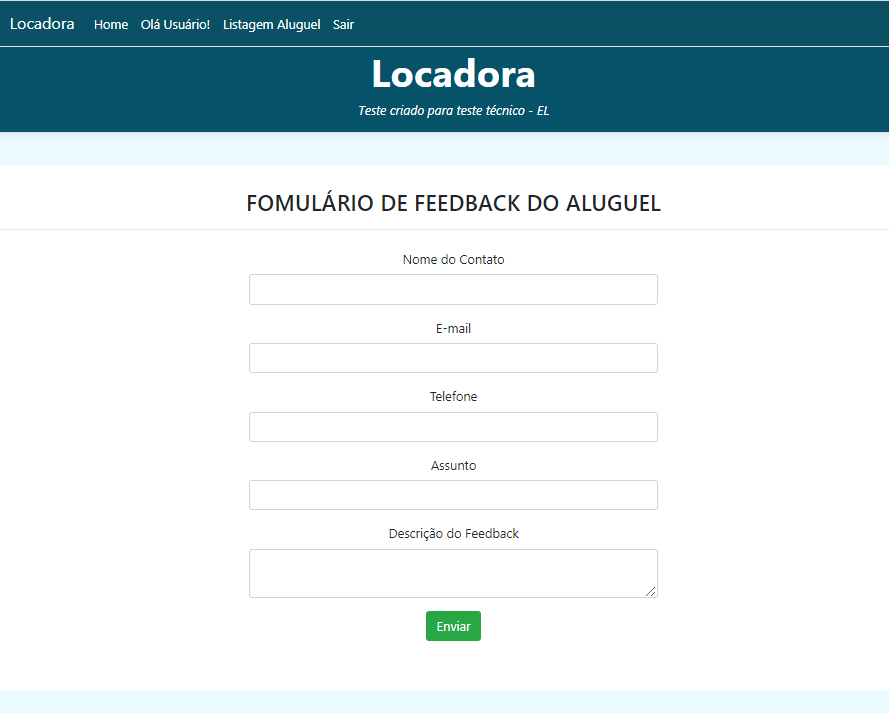 Locadora Home Olá Usuário! Listagem Aluguel Sair
Locadora
Teste criado para teste técnico - EL
FOMULÁRIO DE FEEDBACK DO ALUGUEL
Nome do Contato
E-mail
Telefone
Assunto
Descrição do Feedback
Enviar